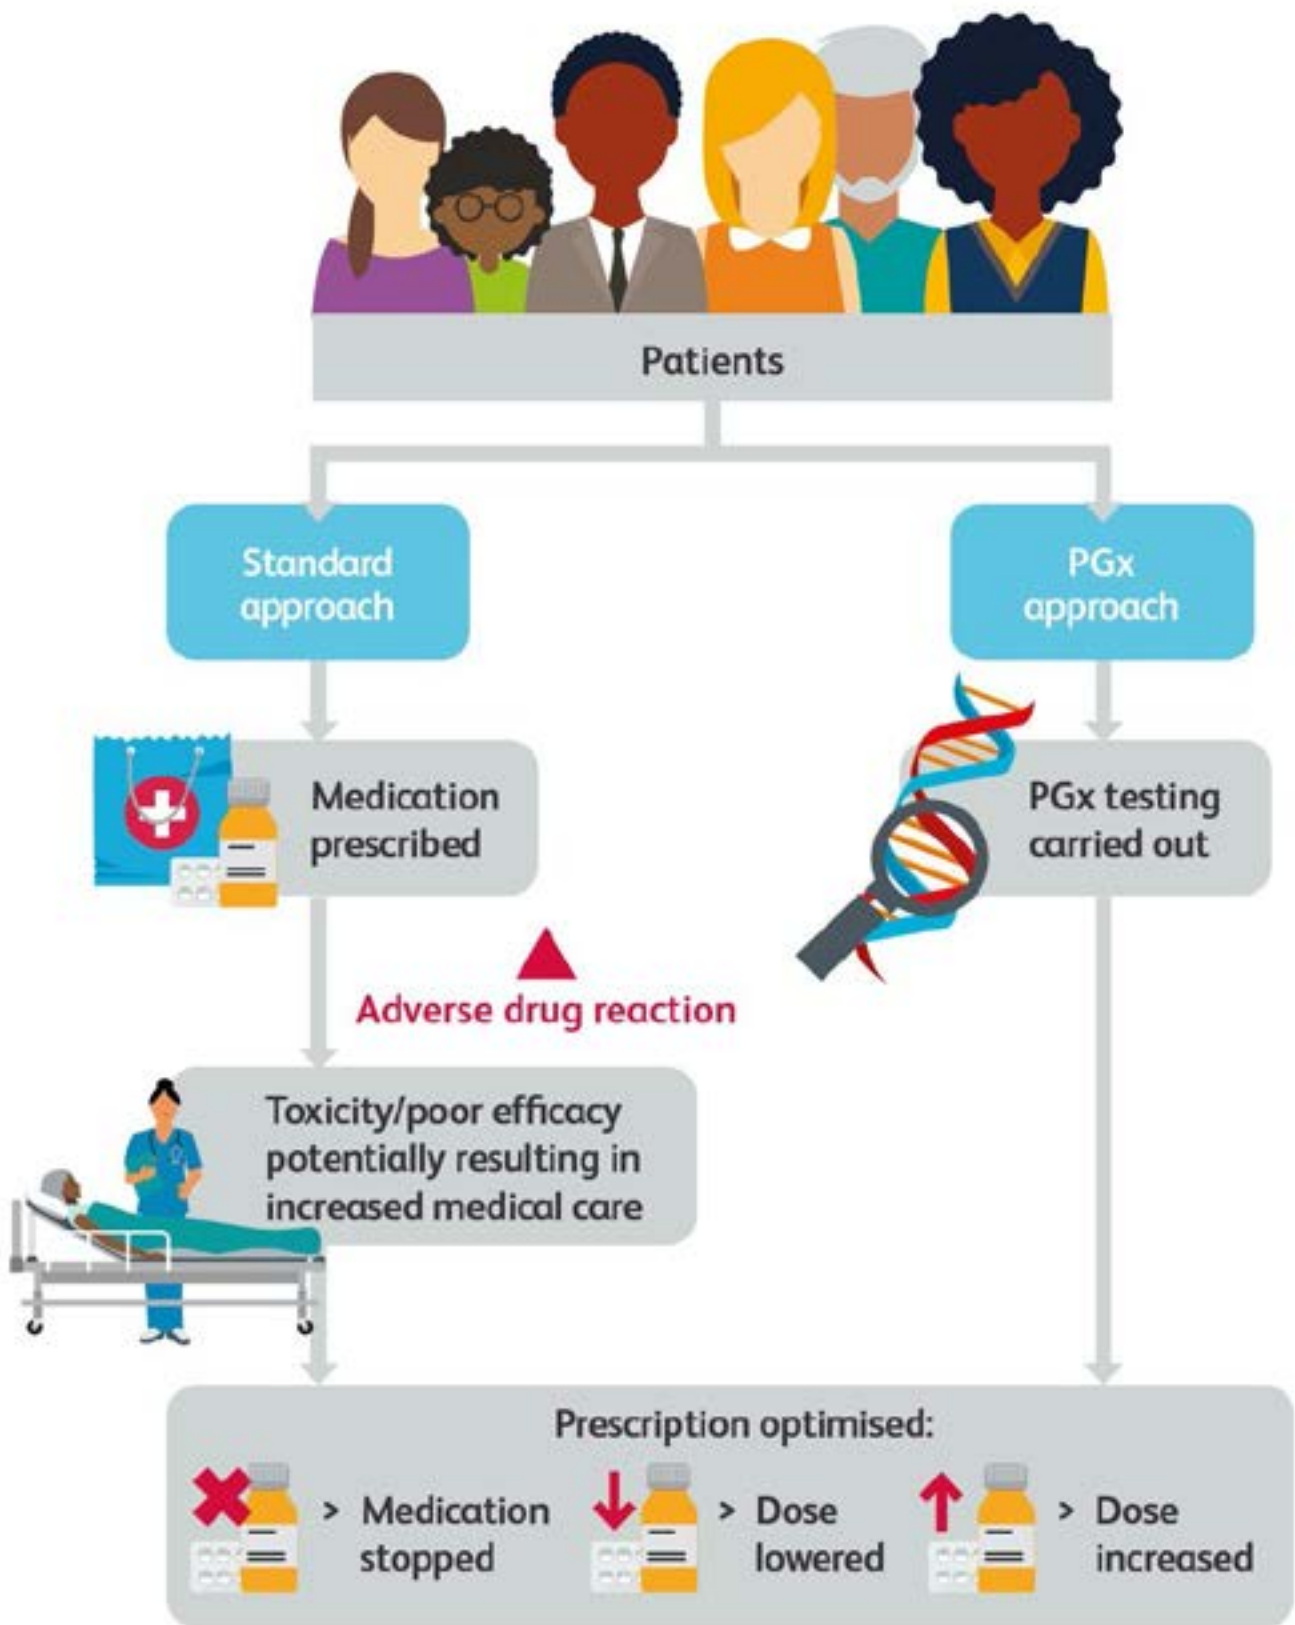 Patients
Standard
approach
PGx
approach
Medication
prescribed
PGx testing
carried out
Adverse drug reaction
Toxicity/poor efficacy
potentially resulting in
increased medical care
Prescription optimised:
> Medication
stopped
> Dose
lowered
> Dose
increased